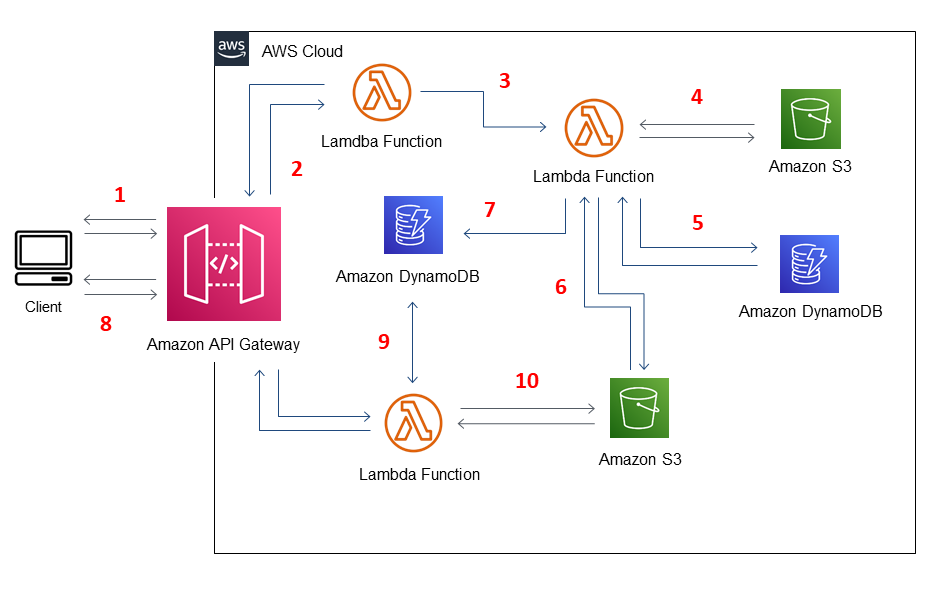 aws
AWS Cloud
3
4
Lamdba Function
2
Amazon S3
Lambda Function
1
7
5
</>
Amazon DynamoDB
6
Client
Amazon DynamoDB
8
9
Amazon API Gateway
10
Amazon S3
Lambda Function